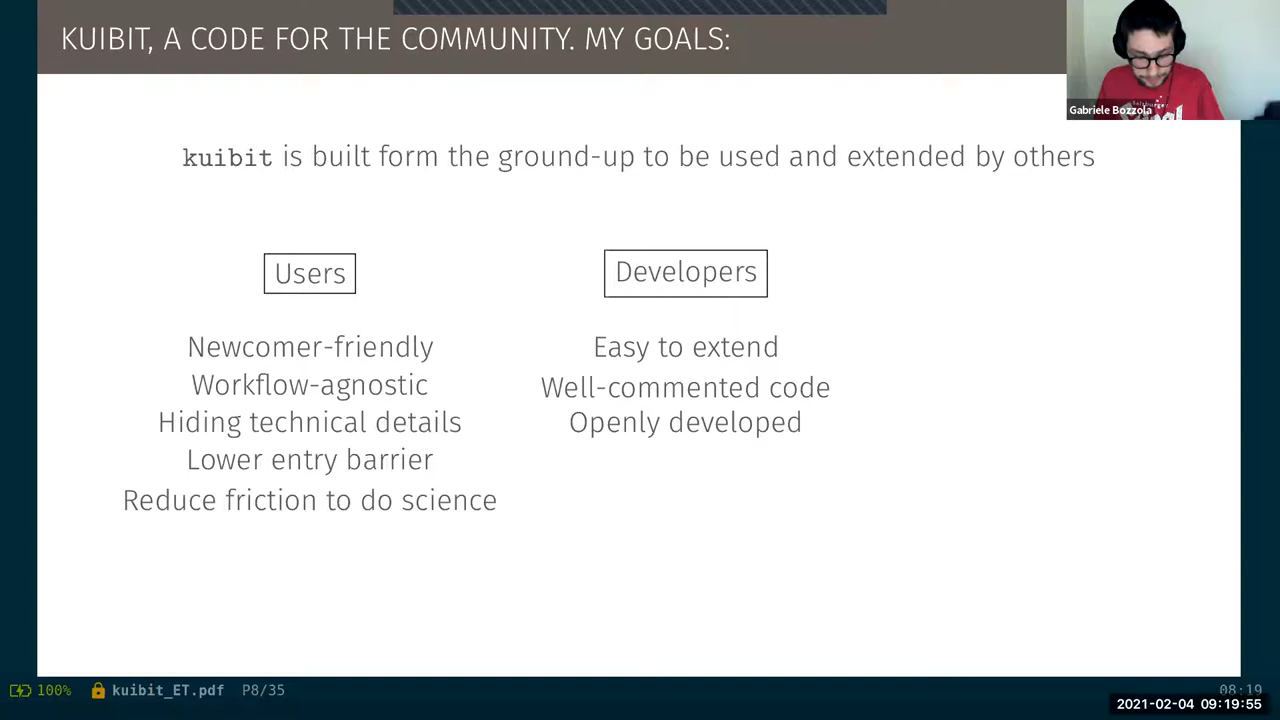 KUIBIT, A CODE FOR THE COMMUNITY. MY GOALS:
Gabriele Bozzola
kuibit is built form the ground-up to be used and extended by others
Users
Newcomer-friendly
Workflow-agnostic
Hiding technical details
Lower entry barrier
Reduce friction to do science
Developers
Easy to extend
Well-commented code
Openly developed
100% kuibit_ET.pdf P8/35
08:19
2021-02-04 09:19:55